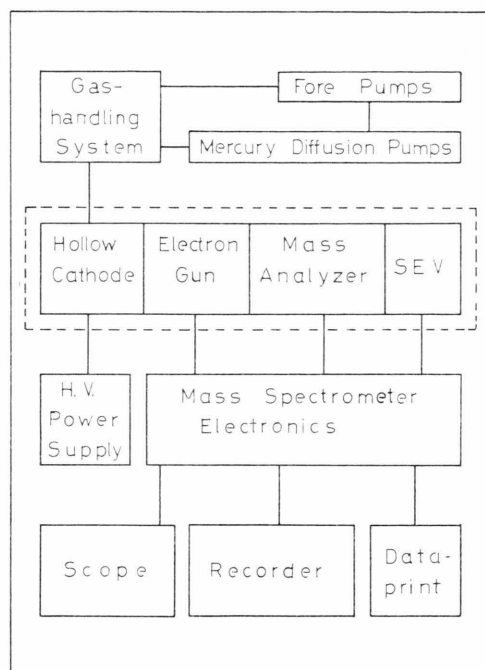 Gas-
handling
System
Fore Pumps
Mercury Diffusion Pumps
Hollow
Cathode
Electron
Gun
Mass
Analyzer
SEV
H.V.
Power
Supply
Mass Spectrometer
Electronics
Scope
Recorder
Data-
print